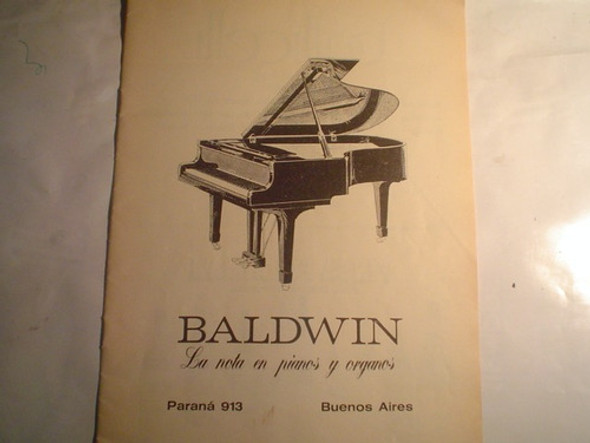 BALDWIN
La nota en pianos y organos
Paraná 913 Buenos Aires